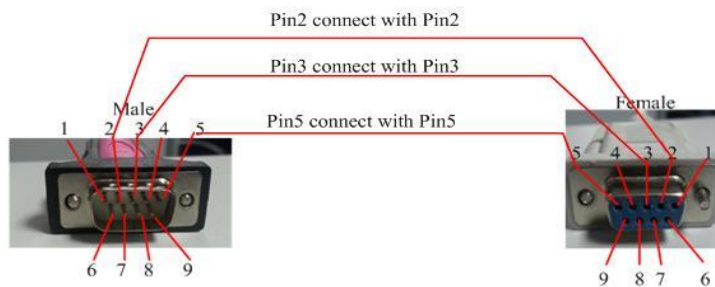 Pin2 connect with Pin2
Pin3 connect with Pin3
Male
Female
1 2 3 4 5
Pin5 connect with Pin5
5 4 3 2 1
6 7 8 9
9 8 7 6